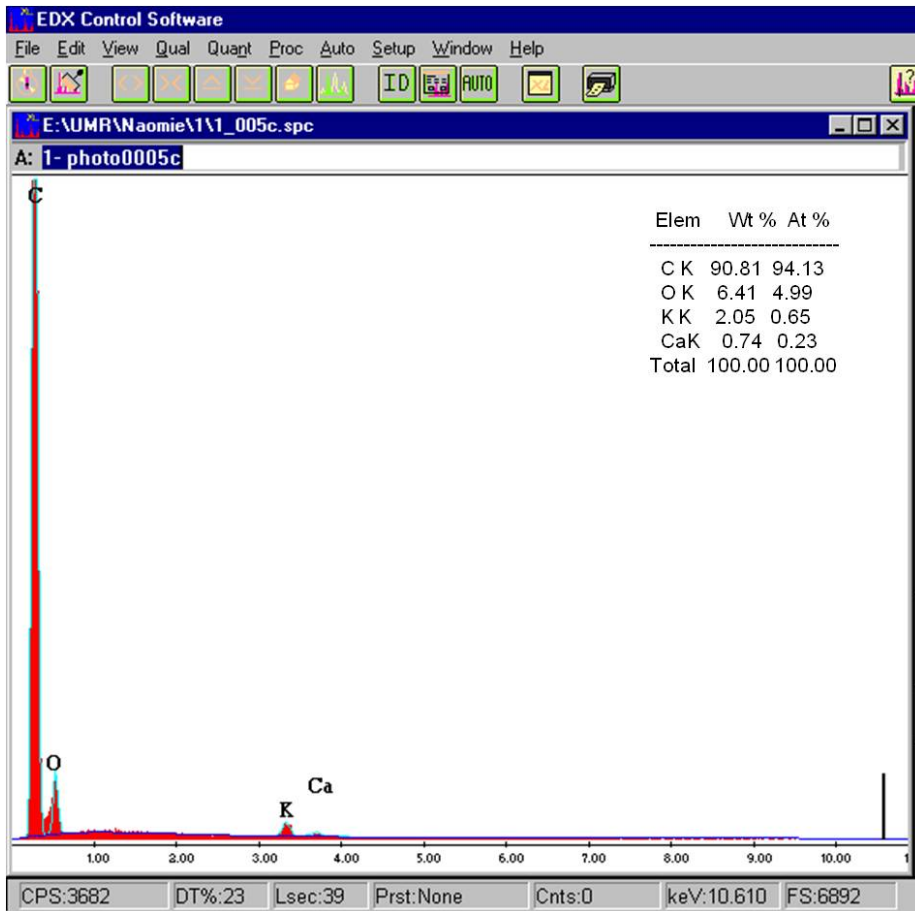 EDX Control Software
File Edit View Qual Quant Proc Auto Setup Window Help
ID AUTO
E:\UMR\Naomie\1\1_005c.spc
A: 1- photo0005c
C
Elem Wt % At %
-----------------------------
C K 90.81 94.13
O K 6.41 4.99
K K 2.05 0.65
CaK 0.74 0.23
Total 100.00 100.00
O
Ca
K
1.00 2.00 3.00 4.00 5.00 6.00 7.00 8.00 9.00 10.00 1
CPS:3682 DT%:23 Lsec:39 Prst:None Cnts:0 keV:10.610 FS:6892